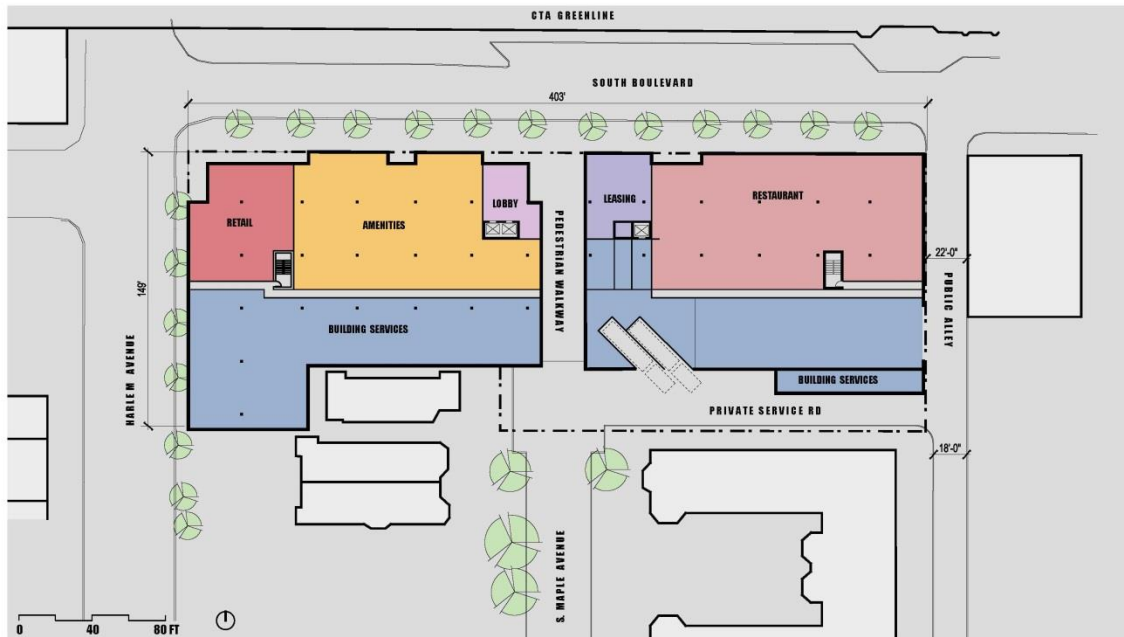 CTA GREENLINE
SOUTH BOULEVARD
403'
RETAIL
AMENITIES
LOBBY
PEDESTRIAN WALKWAY
LEASING
RESTAURANT
22'-0"
PUBLIC ALLEY
149'
HARLEM AVENUE
BUILDING SERVICES
BUILDING SERVICES
PRIVATE SERVICE RD
18'-0"
S. MAPLE AVENUE
0 40 80 FT